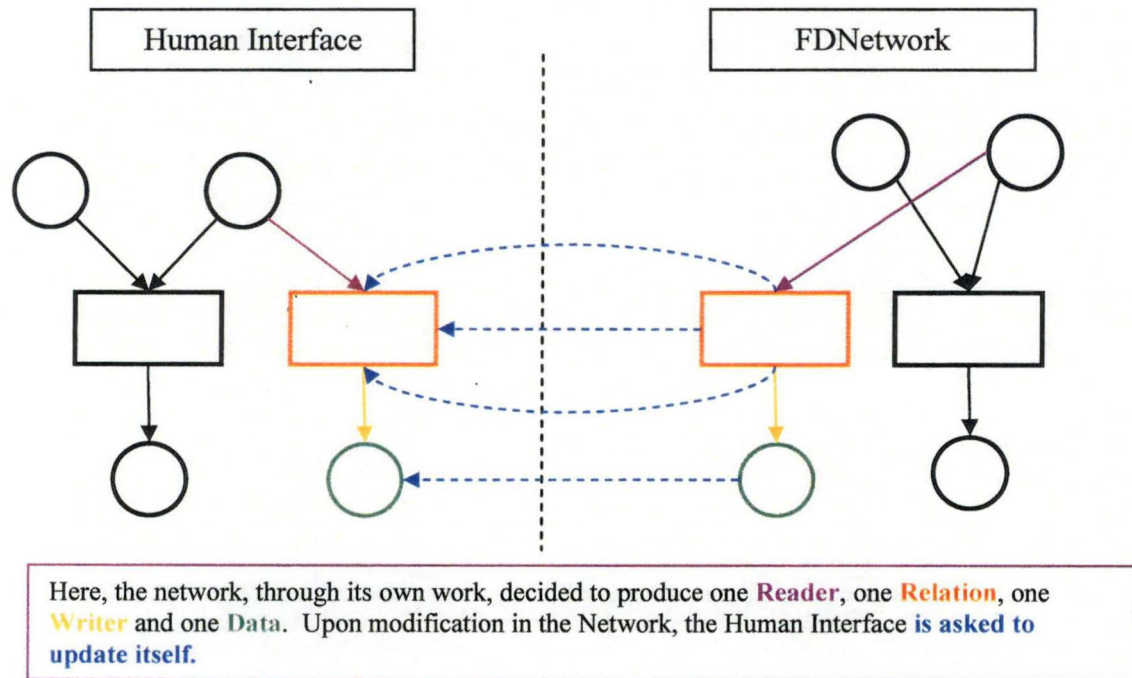 Human Interface
FDNetwork
Here, the network, through its own work, decided to produce one Reader, one Relation, one
Writer and one Data. Upon modification in the Network, the Human Interface is asked to
update itself.